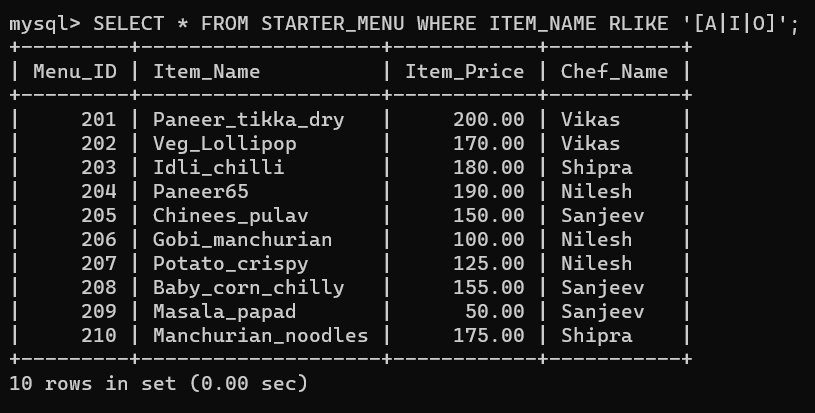 mysql> SELECT * FROM STARTER_MENU WHERE ITEM_NAME RLIKE '[A|I|O]';
+---------+--------------------+------------+-----------+
| Menu_ID | Item_Name          | Item_Price | Chef_Name |
+---------+--------------------+------------+-----------+
|     201 | Paneer_tikka_dry   |     200.00 | Vikas     |
|     202 | Veg_Lollipop       |     170.00 | Vikas     |
|     203 | Idli_chilli        |     180.00 | Shipra    |
|     204 | Paneer65           |     190.00 | Nilesh    |
|     205 | Chinees_pulav      |     150.00 | Sanjeev   |
|     206 | Gobi_manchurian    |     100.00 | Nilesh    |
|     207 | Potato_crispy      |     125.00 | Nilesh    |
|     208 | Baby_corn_chilly   |     155.00 | Sanjeev   |
|     209 | Masala_papad       |      50.00 | Sanjeev   |
|     210 | Manchurian_noodles |     175.00 | Shipra    |
+---------+--------------------+------------+-----------+
10 rows in set (0.00 sec)